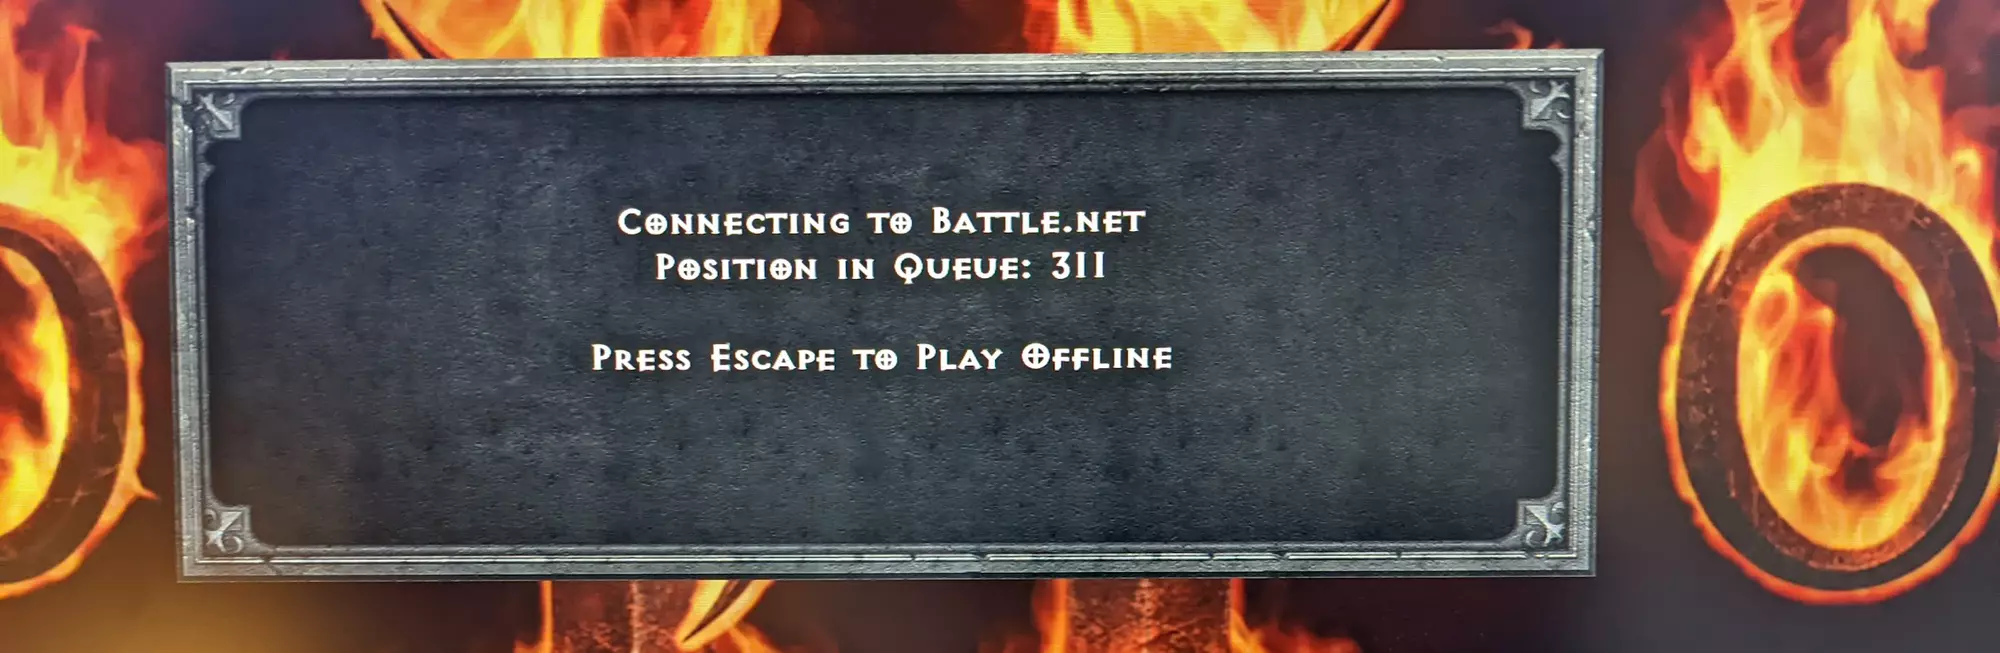 Connecting to Battle.net
Position in Queue: 311
Press Escape to Play Offline